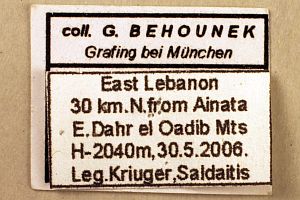 coll. G. BEHOUNEK
Grafing bei München
East Lebanon
30 km.N.from Ainata
E.Dahr el Oadib Mts
H-2040m,30.5.2006.
Leg.Kriuger,Saldaitis